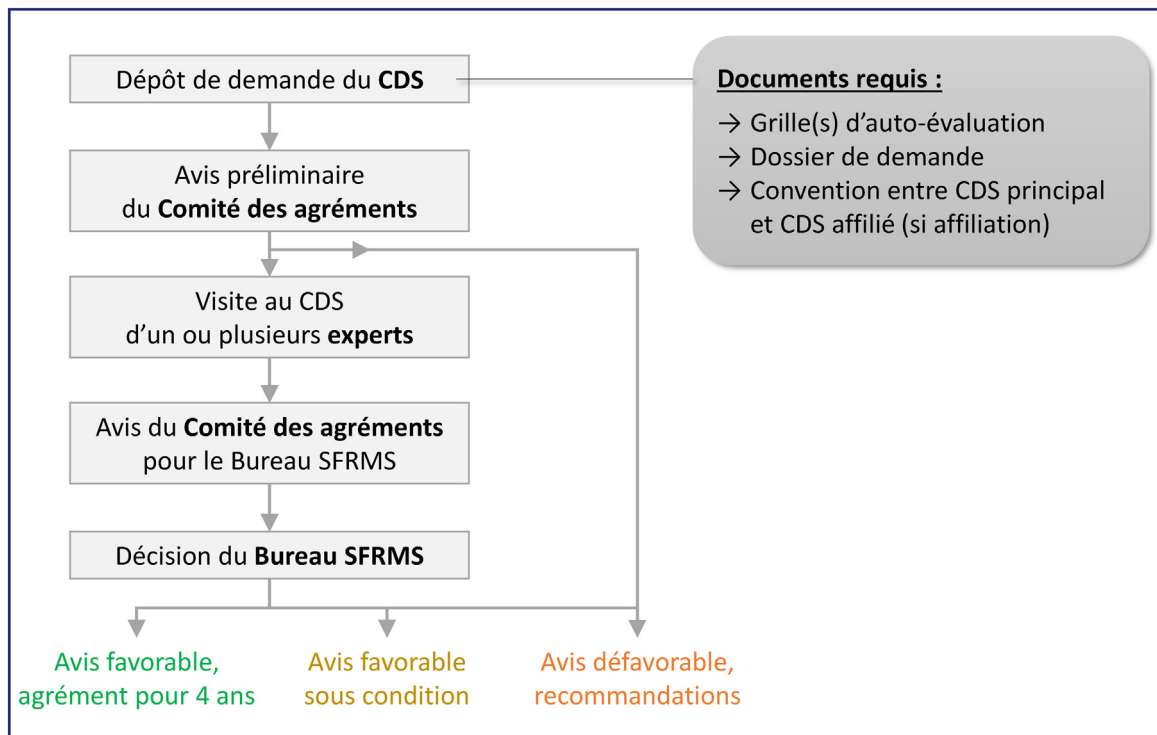 Dépôt de demande du CDS
Documents requis :
→ Grille(s) d'auto-évaluation
→ Dossier de demande
→ Convention entre CDS principal
et CDS affilié (si affiliation)
Avis préliminaire
du Comité des agréments
Visite au CDS
d'un ou plusieurs experts
Avis du Comité des agréments
pour le Bureau SFRMS
Décision du Bureau SFRMS
Avis favorable,
agrément pour 4 ans
Avis favorable
sous condition
Avis défavorable,
recommandations